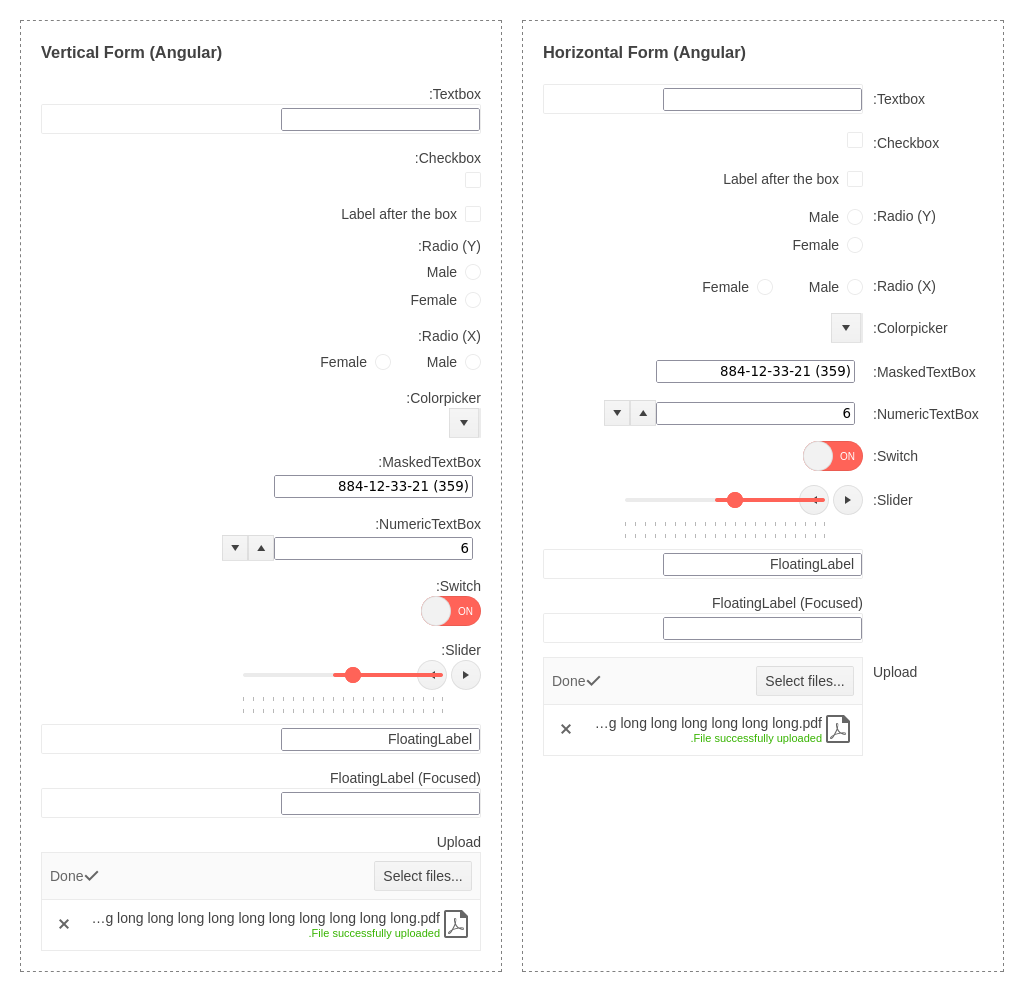 Vertical Form (Angular)
:Textbox
:Checkbox
Label after the box
:Radio (Y)
Male
Female
:Radio (X)
Female Male
:Colorpicker
:MaskedTextBox
884-12-33-21 (359)
:NumericTextBox
6
:Switch
ON
:Slider
FloatingLabel
FloatingLabel (Focused)
Upload
Done Select files...
...g long long long long long long long long long long.pdf
.File successfully uploaded
Horizontal Form (Angular)
:Textbox
:Checkbox
Label after the box
Male :Radio (Y)
Female
Female Male :Radio (X)
:Colorpicker
884-12-33-21 (359) :MaskedTextBox
6 :NumericTextBox
ON :Switch
:Slider
FloatingLabel
FloatingLabel (Focused)
Upload
Done Select files...
...g long long long long long long.pdf
.File successfully uploaded